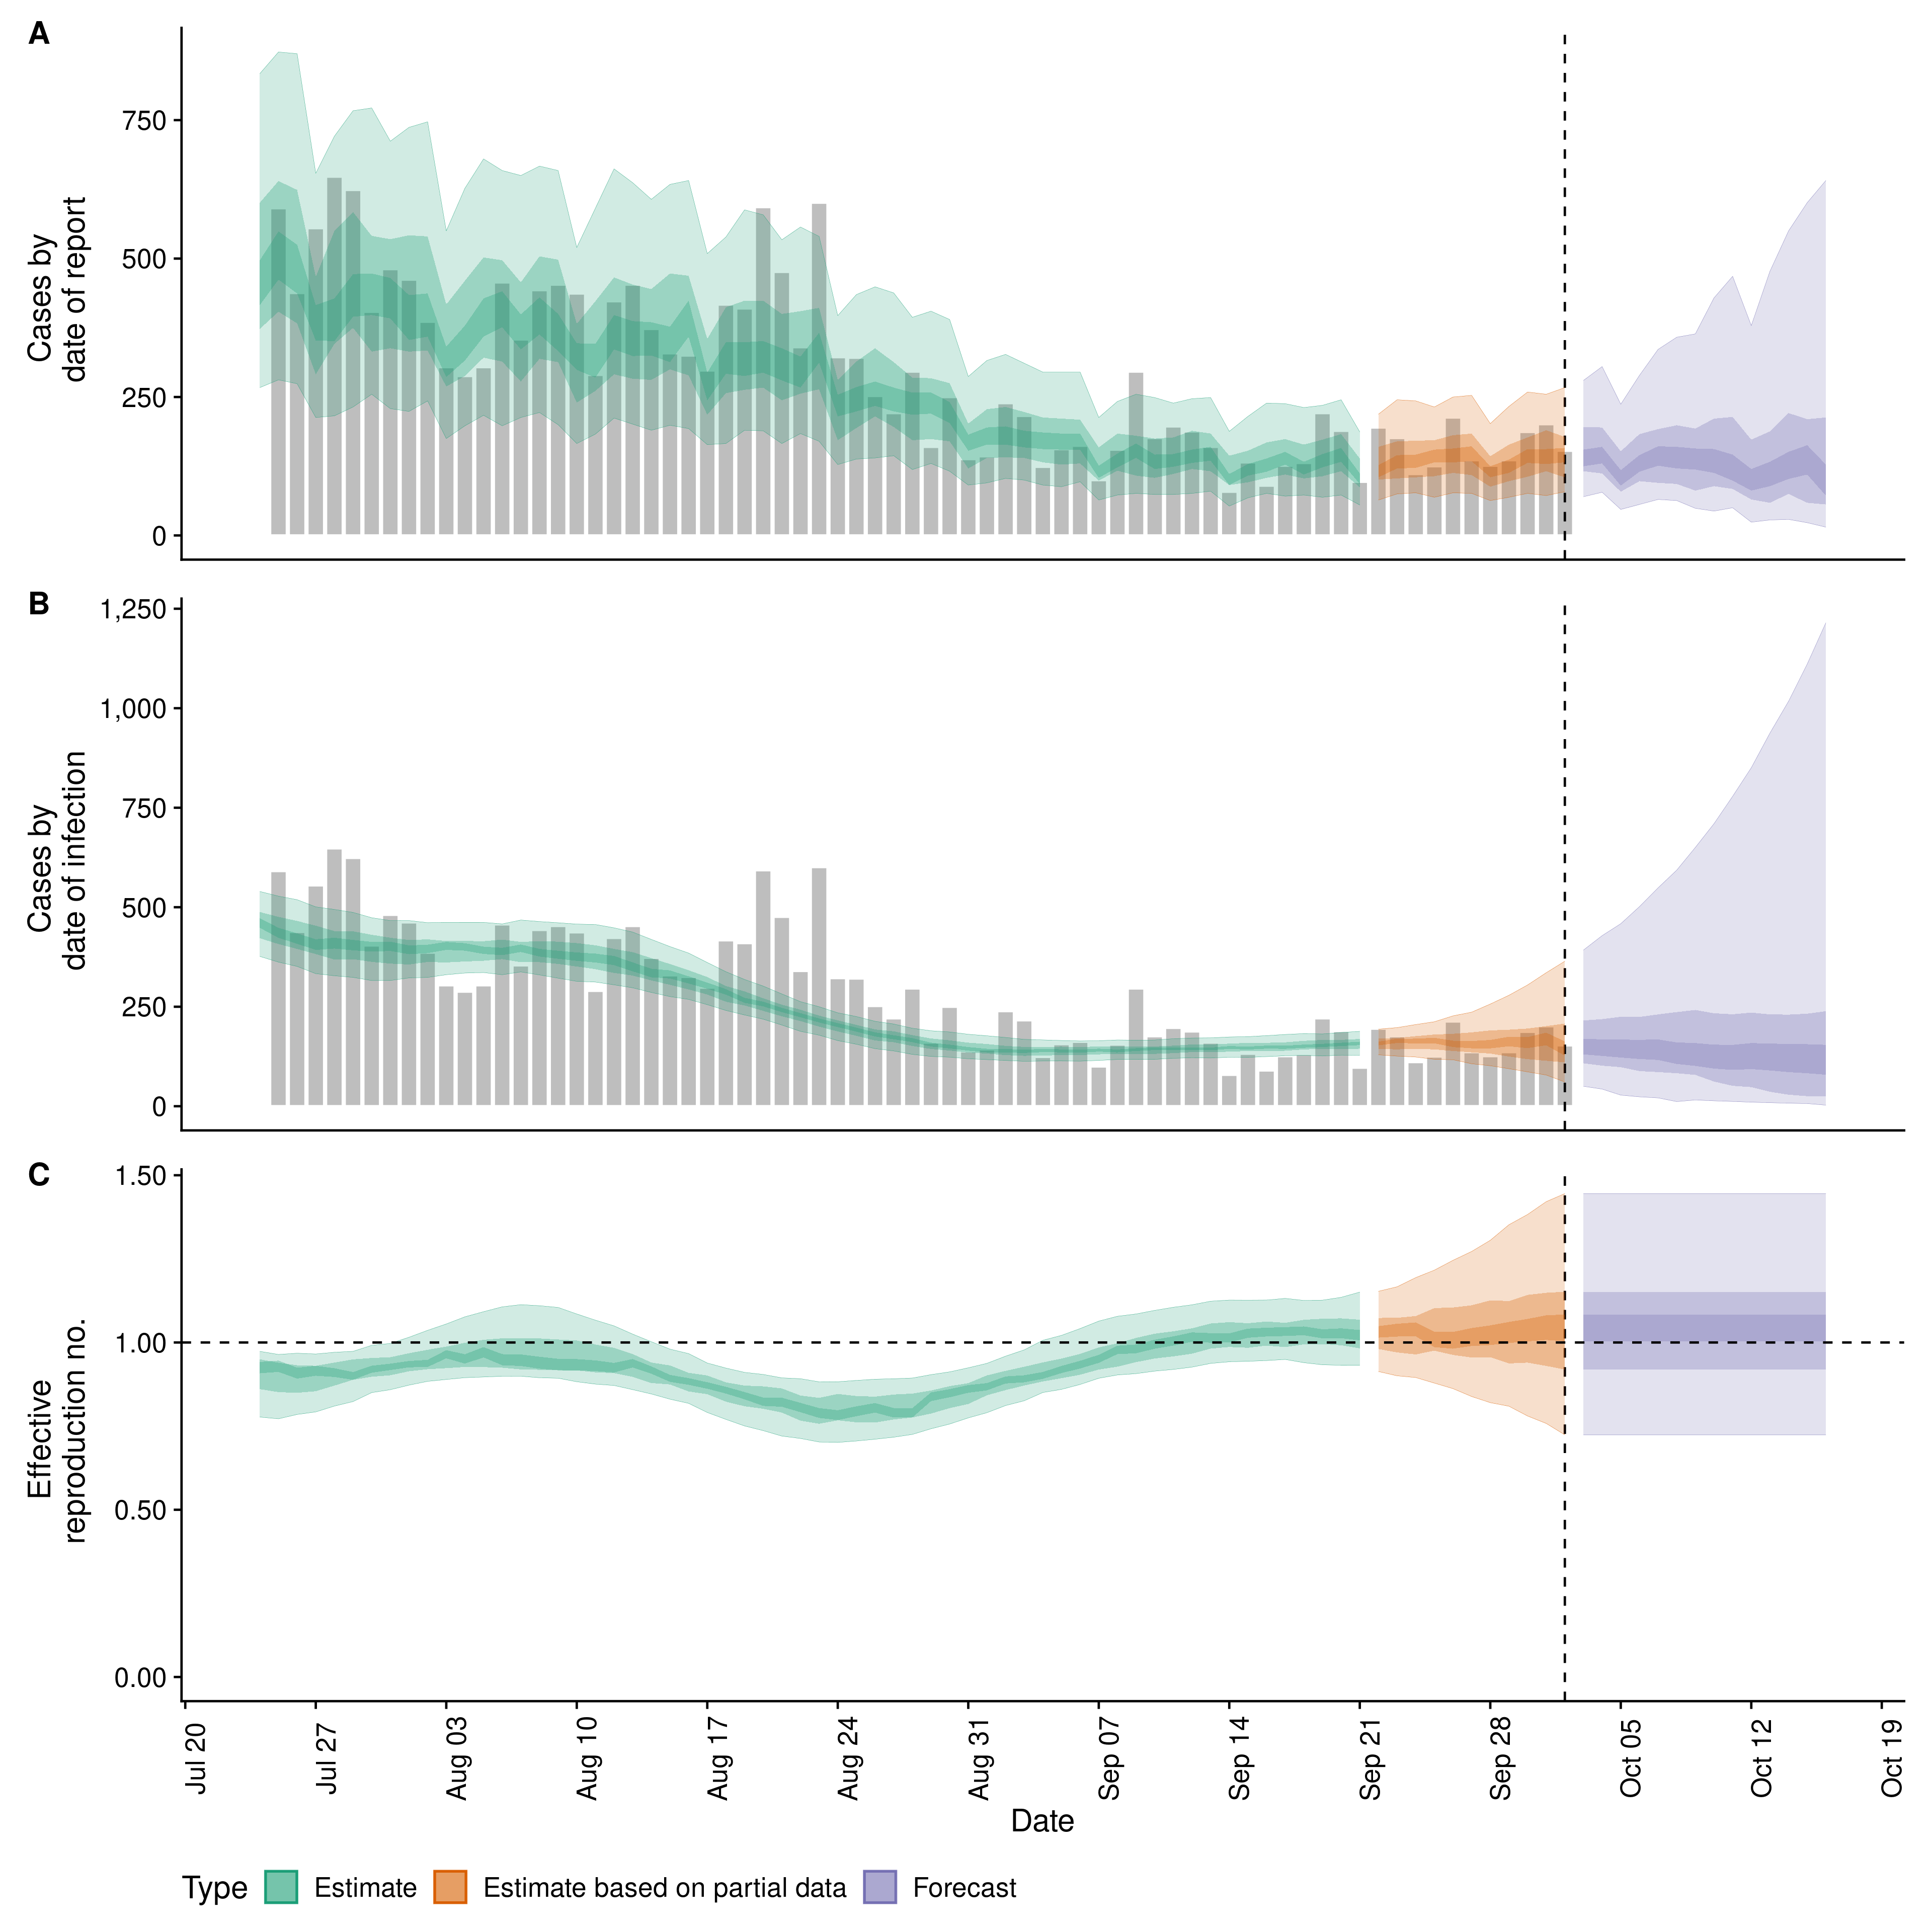 A
Cases by
date of report
750
500
250
0
B
Cases by
date of infection
1,250
1,000
750
500
250
0
C
Effective
reproduction no.
1.50
1.00
0.50
0.00
Jul 20
Jul 27
Aug 03
Aug 10
Aug 17
Aug 24
Aug 31
Sep 07
Sep 14
Sep 21
Sep 28
Oct 05
Oct 12
Oct 19
Date
Type Estimate Estimate based on partial data Forecast